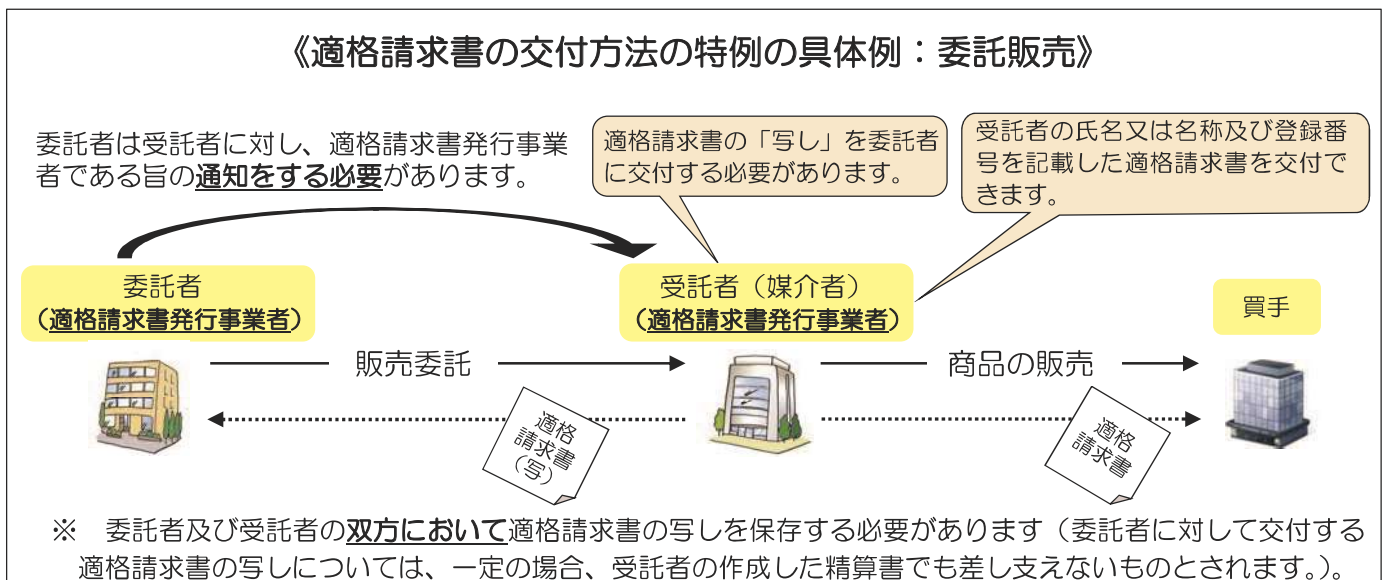 《適格請求書の交付方法の特例の具体例：委託販売》
委託者は受託者に対し、適格請求書発行事業
者である旨の通知をする必要があります。
適格請求書の「写し」を委託者
に交付する必要があります。
受託者の氏名又は名称及び登録番
号を記載した適格請求書を交付で
きます。
委託者
（適格請求書発行事業者）
受託者（媒介者）
（適格請求書発行事業者）
買手
販売委託
商品の販売
適格
請求書
（写）
適格
請求書
※　委託者及び受託者の双方において適格請求書の写しを保存する必要があります（委託者に対して交付する
適格請求書の写しについては、一定の場合、受託者の作成した精算書でも差し支えないものとされます。）。